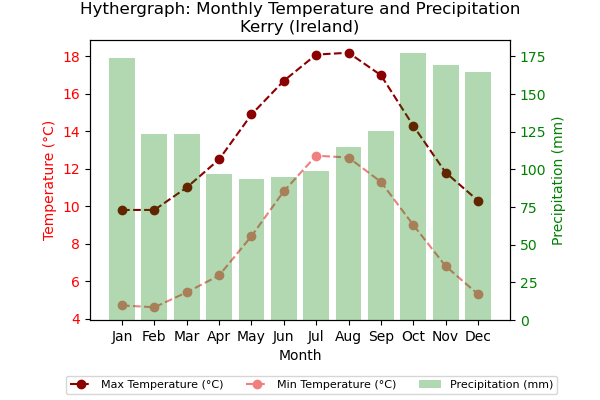 Hythergraph: Monthly Temperature and Precipitation
Kerry (Ireland)
18
16
14
12
10
8
6
4
Temperature (°C)
175
150
125
100
75
50
25
0
Precipitation (mm)
Jan Feb Mar Apr May Jun Jul Aug Sep Oct Nov Dec
Month
Max Temperature (°C) Min Temperature (°C) Precipitation (mm)